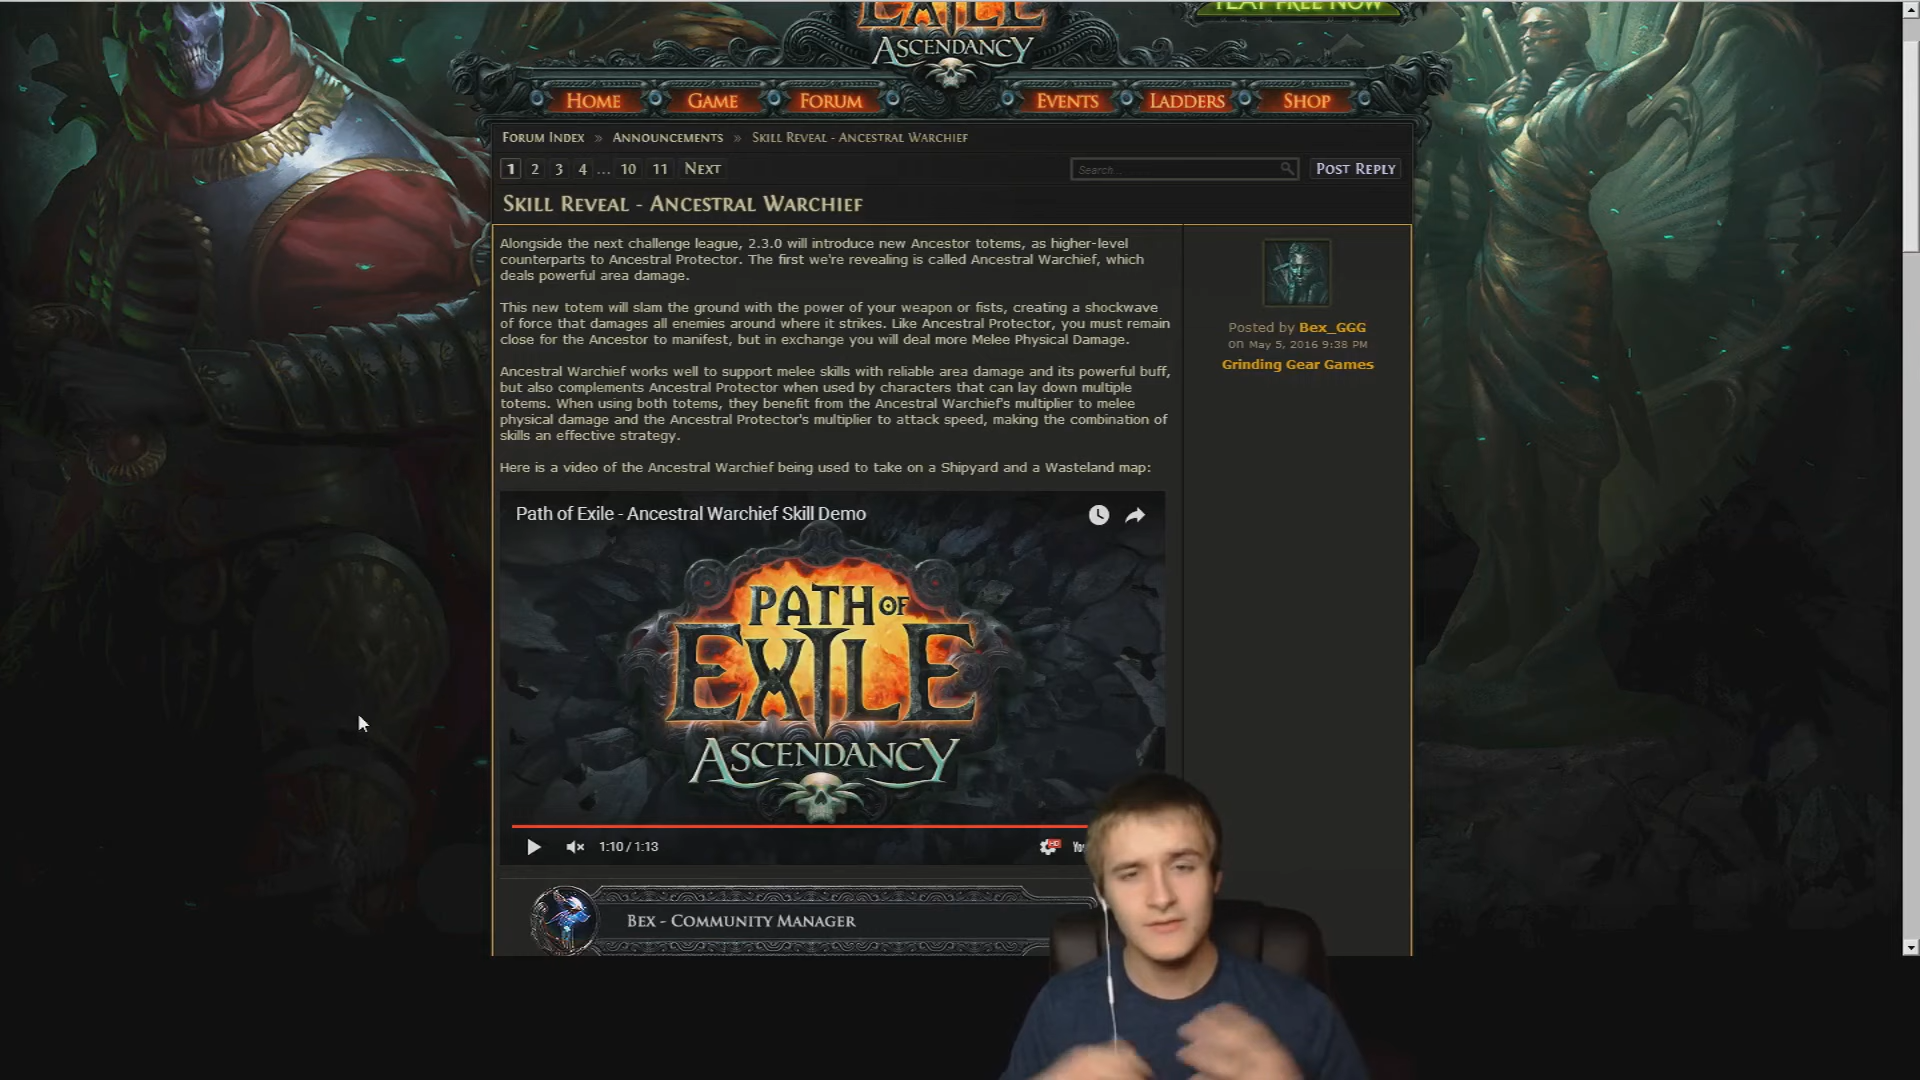 EXILE
ASCENDANCY
PLAY FREE NOW
HOME GAME FORUM EVENTS LADDERS SHOP
FORUM INDEX » ANNOUNCEMENTS » SKILL REVEAL - ANCESTRAL WARCHIEF
1 2 3 4 ... 10 11 NEXT Search... POST REPLY
SKILL REVEAL - ANCESTRAL WARCHIEF
Alongside the next challenge league, 2.3.0 will introduce new Ancestor totems, as higher-level
counterparts to Ancestral Protector. The first we're revealing is called Ancestral Warchief, which
deals powerful area damage.
This new totem will slam the ground with the power of your weapon or fists, creating a shockwave
of force that damages all enemies around where it strikes. Like Ancestral Protector, you must remain
close for the Ancestor to manifest, but in exchange you will deal more Melee Physical Damage.
Ancestral Warchief works well to support melee skills with reliable area damage and its powerful buff,
but also complements Ancestral Protector when used by characters that can lay down multiple
totems. When using both totems, they benefit from the Ancestral Warchief's multiplier to melee
physical damage and the Ancestral Protector's multiplier to attack speed, making the combination of
skills an effective strategy.
Here is a video of the Ancestral Warchief being used to take on a Shipyard and a Wasteland map:
Posted by Bex_GGG
on May 5, 2016 9:38 PM
Grinding Gear Games
Path of Exile - Ancestral Warchief Skill Demo
PATH OF
EXILE
ASCENDANCY
1:10 / 1:13 HD You
BEX - COMMUNITY MANAGER